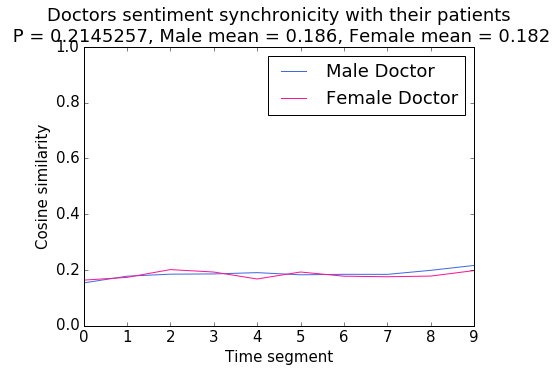 Doctors sentiment synchronicity with their patients
P = 0.2145257, Male mean = 0.186, Female mean = 0.182
1.0
Male Doctor
Female Doctor
0.8
0.6
0.4
0.2
0.0
Cosine similarity
0 1 2 3 4 5 6 7 8 9
Time segment